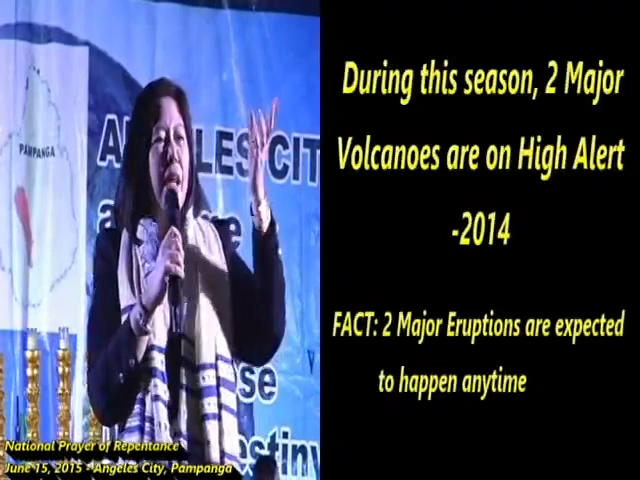 PAMPANGA
During this season, 2 Major
Volcanoes are on High Alert
-2014
FACT: 2 Major Eruptions are expected
to happen anytime
National Prayer of Repentance
June 15, 2015 - Angeles City, Pampanga